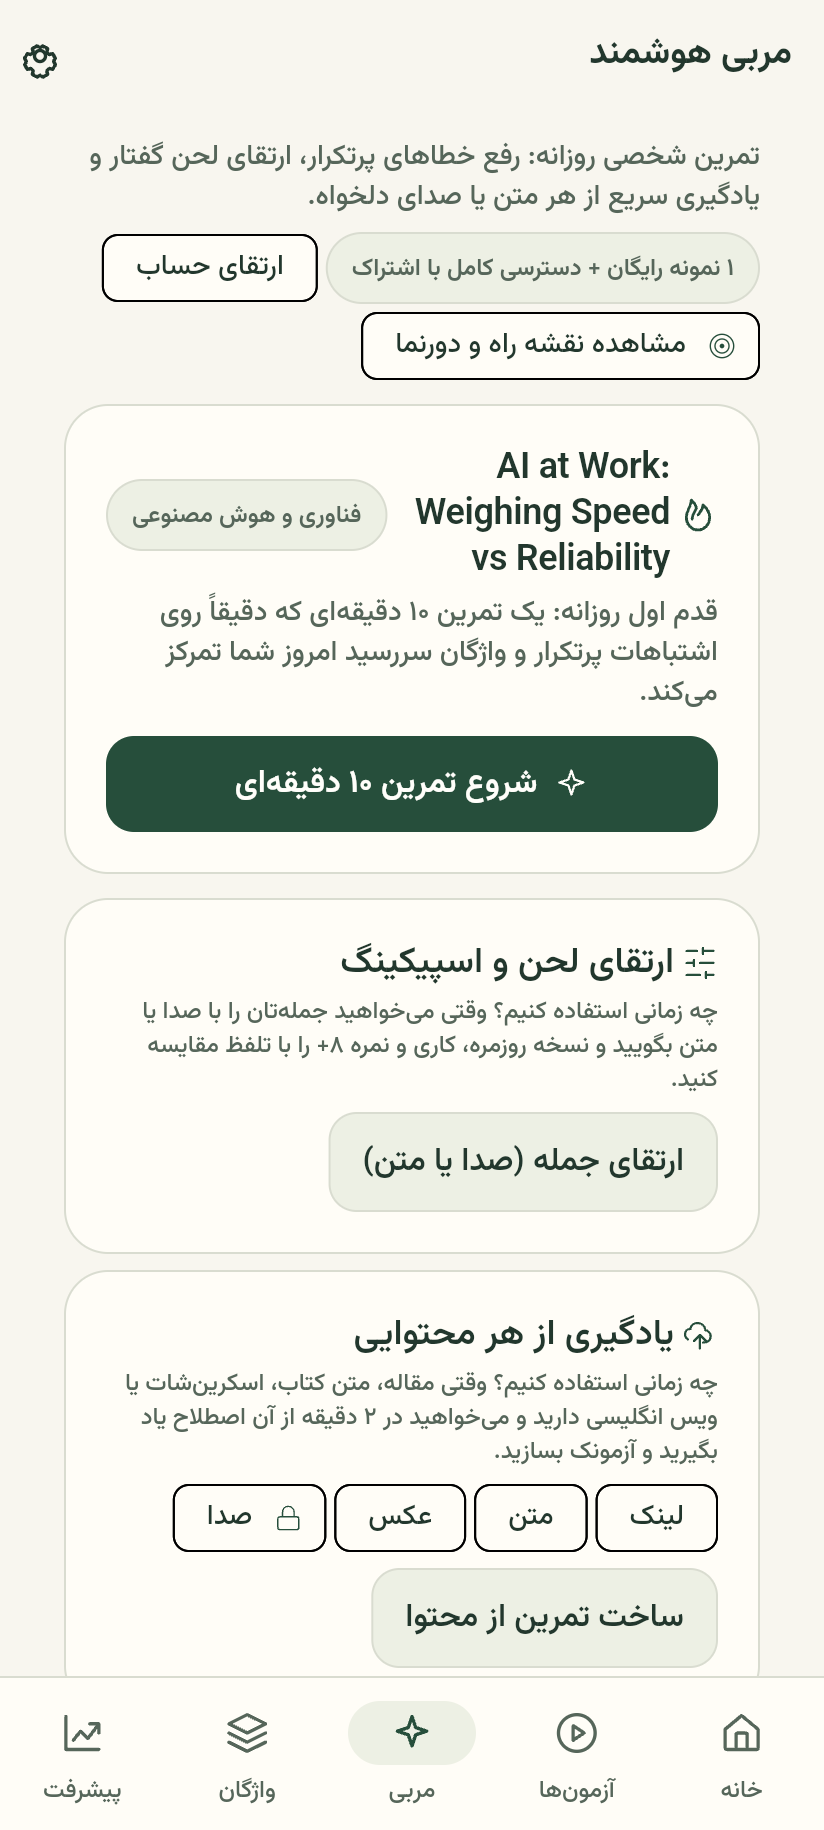 مربی هوشمند
تمرین شخصی روزانه: رفع خطاهای پرتکرار، ارتقای لحن گفتار و
یادگیری سریع از هر متن یا صدای دلخواه.
۱ نمونه رایگان + دسترسی کامل با اشتراک
ارتقای حساب
مشاهده نقشه راه و دورنما
AI at Work:
Weighing Speed
vs Reliability
فناوری و هوش مصنوعی
قدم اول روزانه: یک تمرین ۱۰ دقیقه‌ای که دقیقاً روی
اشتباهات پرتکرار و واژگان سررسید امروز شما تمرکز
می‌کند.
شروع تمرین ۱۰ دقیقه‌ای
ارتقای لحن و اسپیکینگ
چه زمانی استفاده کنیم؟ وقتی می‌خواهید جمله‌تان را با صدا یا
متن بگویید و نسخه روزمره، کاری و نمره ۸+ را با تلفظ مقایسه
کنید.
ارتقای جمله (صدا یا متن)
یادگیری از هر محتوایی
چه زمانی استفاده کنیم؟ وقتی مقاله، متن کتاب، اسکرین‌شات یا
ویس انگلیسی دارید و می‌خواهید در ۲ دقیقه از آن اصطلاح یاد
بگیرید و آزمونک بسازید.
لینک
متن
عکس
صدا
ساخت تمرین از محتوا
خانه
آزمون‌ها
مربی
واژگان
پیشرفت